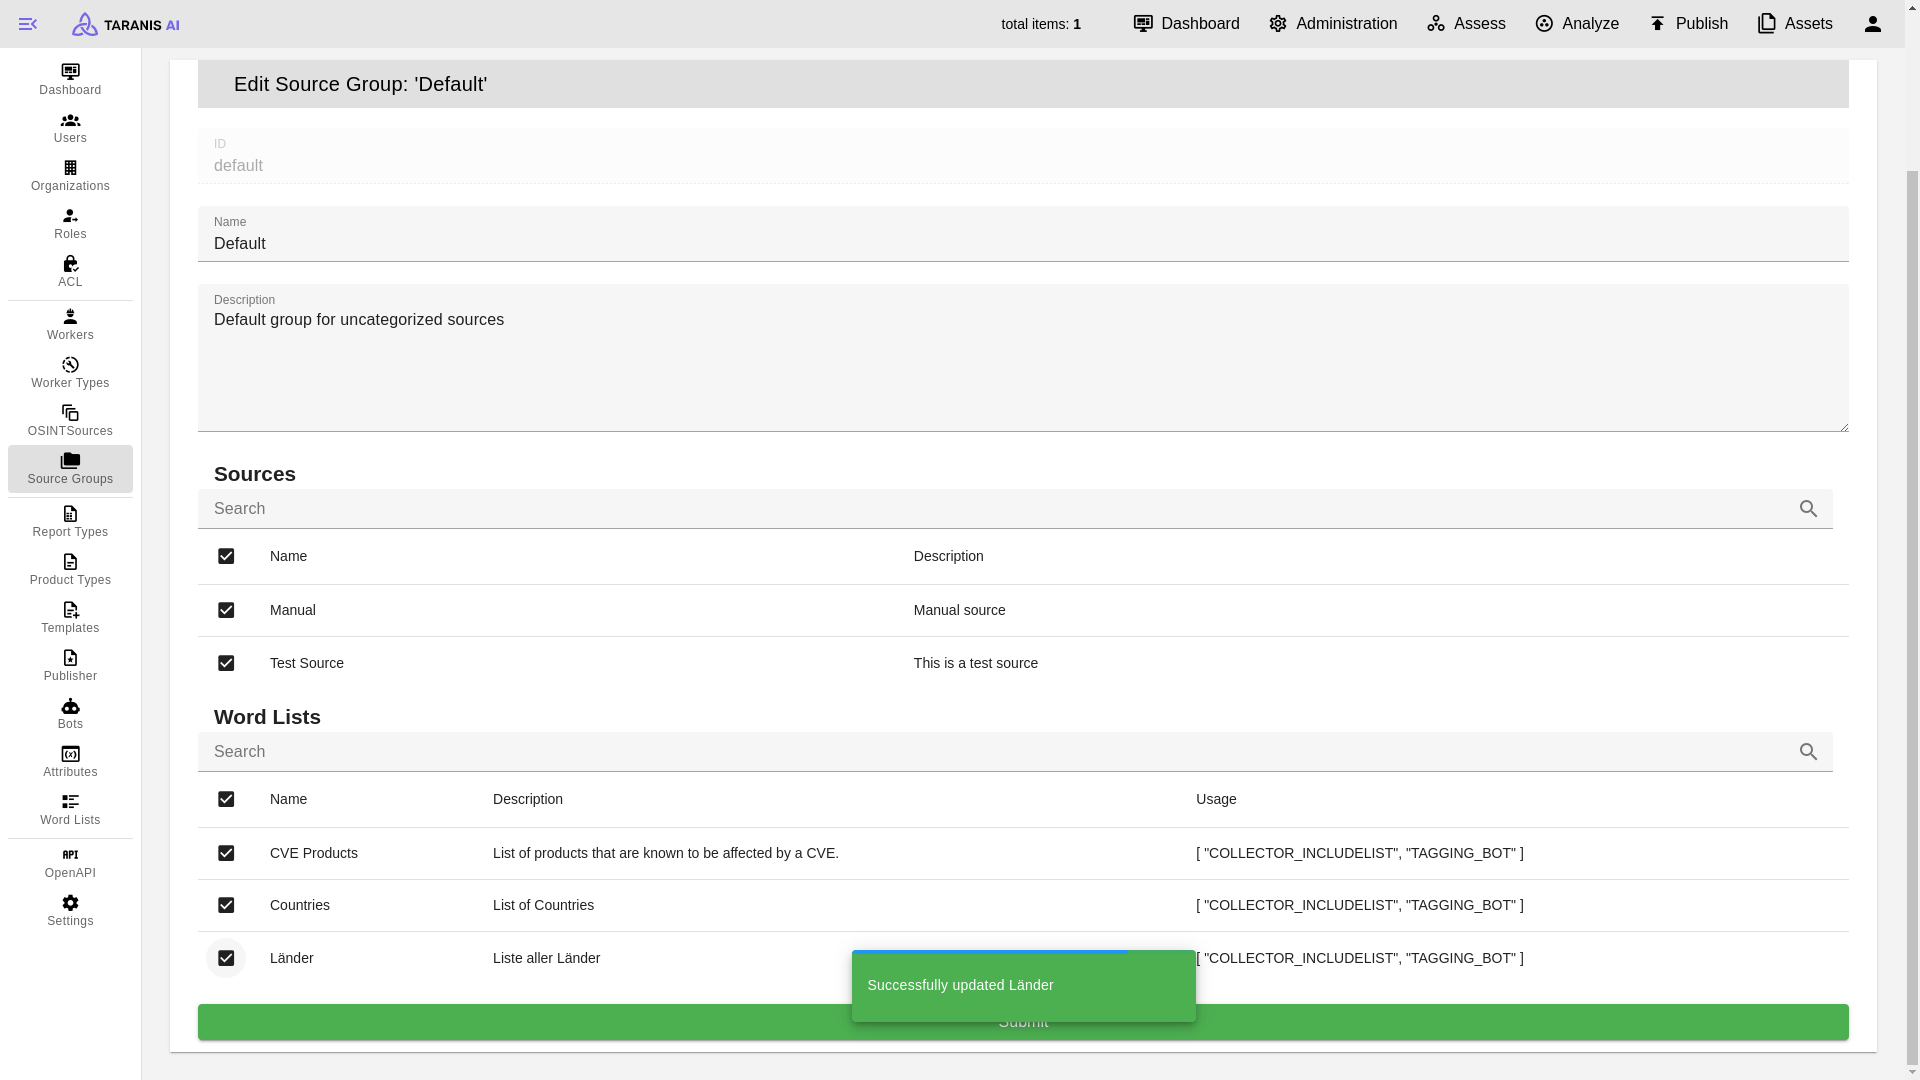 TARANIS AI
total items: 1
Dashboard
Administration
Assess
Analyze
Publish
Assets
Dashboard
Users
Organizations
Roles
ACL
Workers
Worker Types
OSINTSources
Source Groups
Report Types
Product Types
Templates
Publisher
Bots
Attributes
Word Lists
API
OpenAPI
Settings
Edit Source Group: 'Default'
ID
default
Name
Default
Description
Default group for uncategorized sources
Sources
Search
Name Description
Manual Manual source
Test Source This is a test source
Word Lists
Search
Name Description Usage
CVE Products List of products that are known to be affected by a CVE. [ "COLLECTOR_INCLUDELIST", "TAGGING_BOT" ]
Countries List of Countries [ "COLLECTOR_INCLUDELIST", "TAGGING_BOT" ]
Länder Liste aller Länder [ "COLLECTOR_INCLUDELIST", "TAGGING_BOT" ]
Successfully updated Länder
Submit